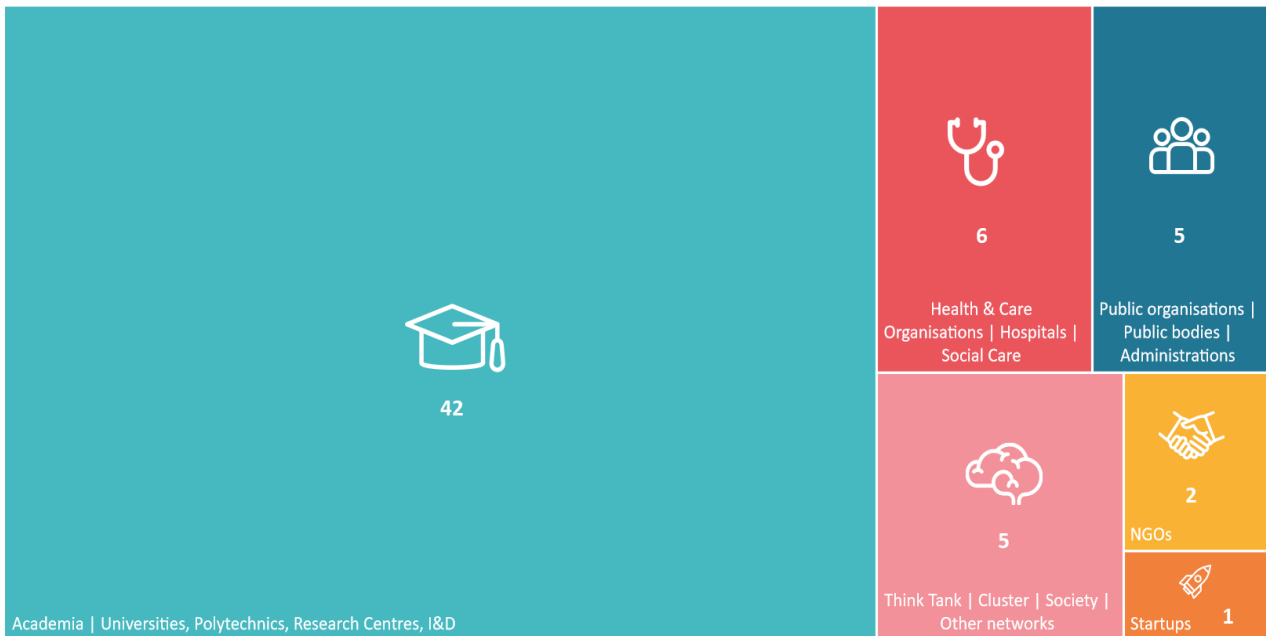 42
Academia | Universities, Polytechnics, Research Centres, I&D
6
Health & Care
Organisations | Hospitals |
Social Care
5
Public organisations |
Public bodies |
Administrations
5
Think Tank | Cluster | Society |
Other networks
2
NGOs
1
Startups